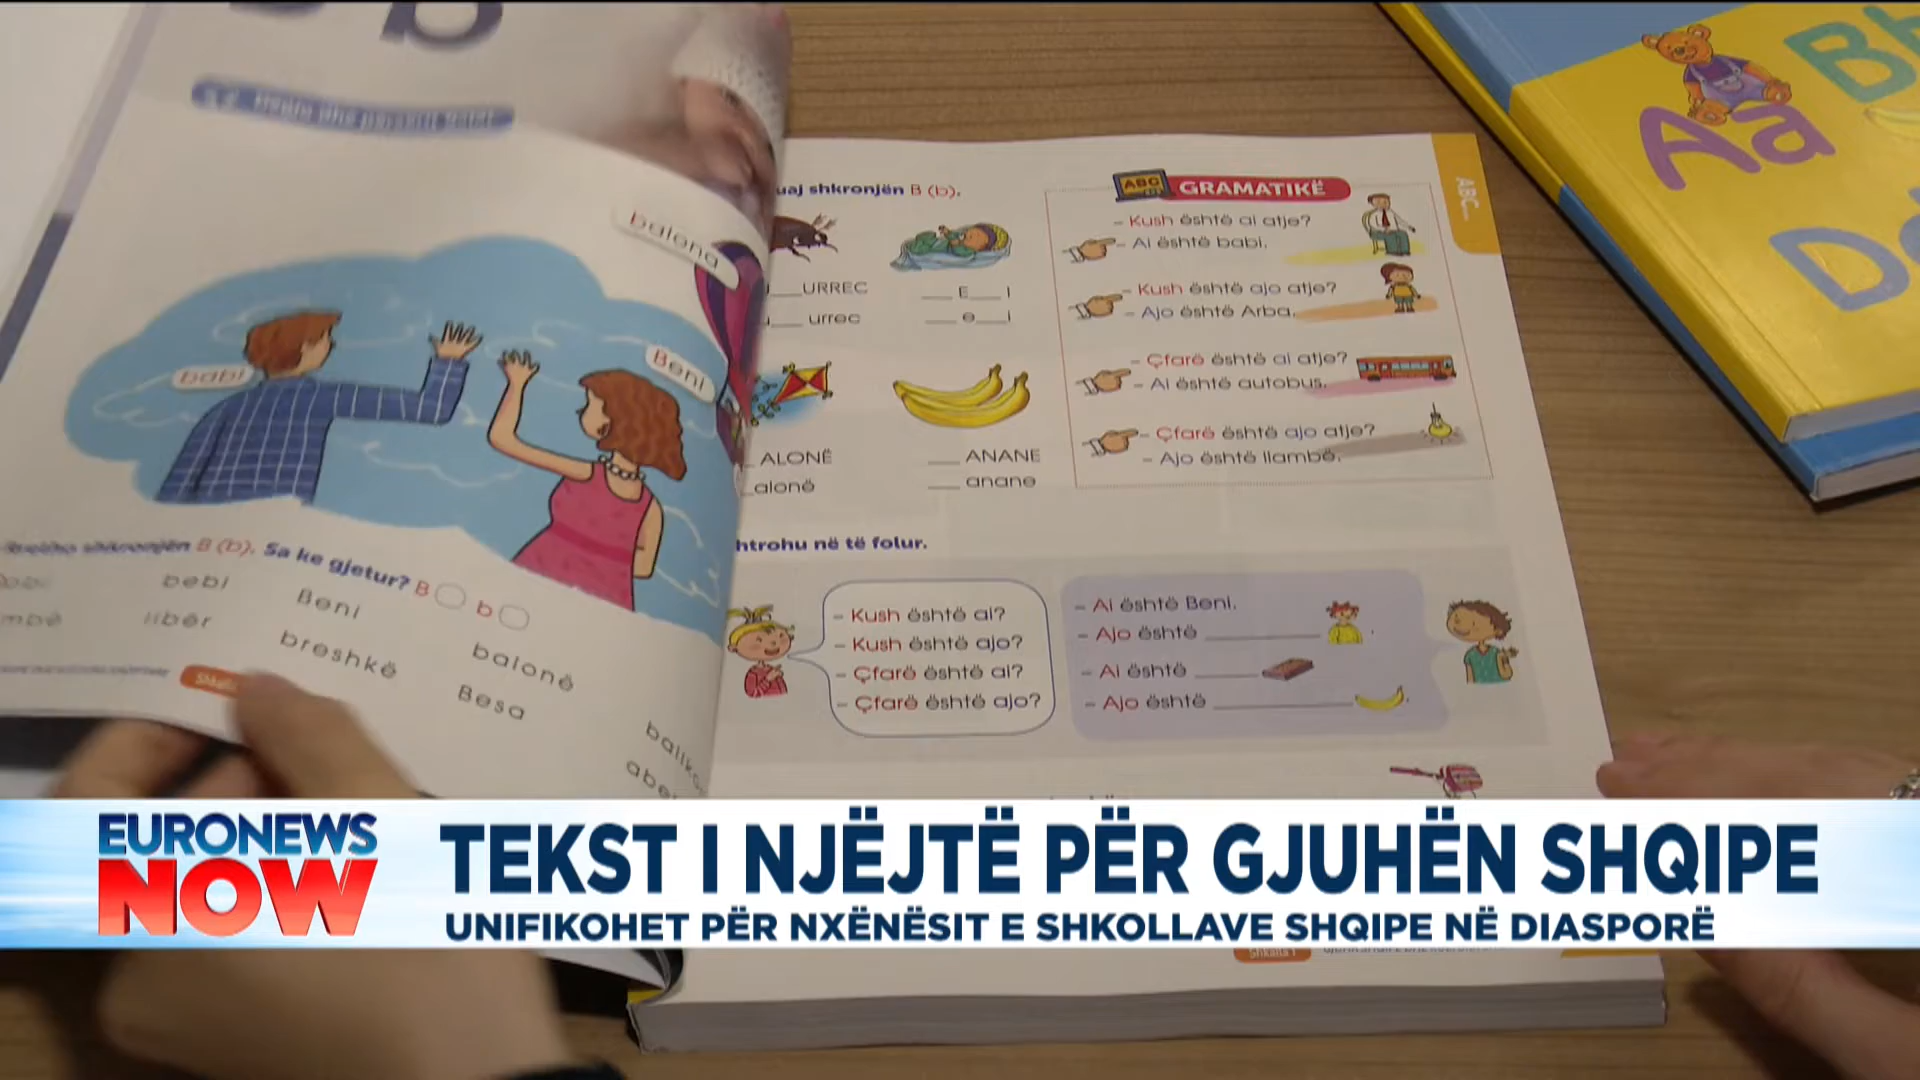 balona
babi
Beni
shkronjën B (b). Sa ke gjetur? B b
bebi
Beni
libër
breshkë
balonë
Besa
shkronjën B (b).
URREC
urrec
E I
e i
ALONË
alonë
ANANE
anane
ABC
GRAMATIKË
– Kush është ai atje?
– Ai është babi.
– Kush është ajo atje?
– Ajo është Arba.
– Çfarë është ai atje?
– Ai është autobus.
– Çfarë është ajo atje?
– Ajo është llambë.
ABC...
në të folur.
– Kush është ai?
– Kush është ajo?
– Çfarë është ai?
– Çfarë është ajo?
– Ai është Beni.
– Ajo është
– Ai është
– Ajo është
Aa
EURONEWS
NOW
TEKST I NJËJTË PËR GJUHËN SHQIPE
UNIFIKOHET PËR NXËNËSIT E SHKOLLAVE SHQIPE NË DIASPORË